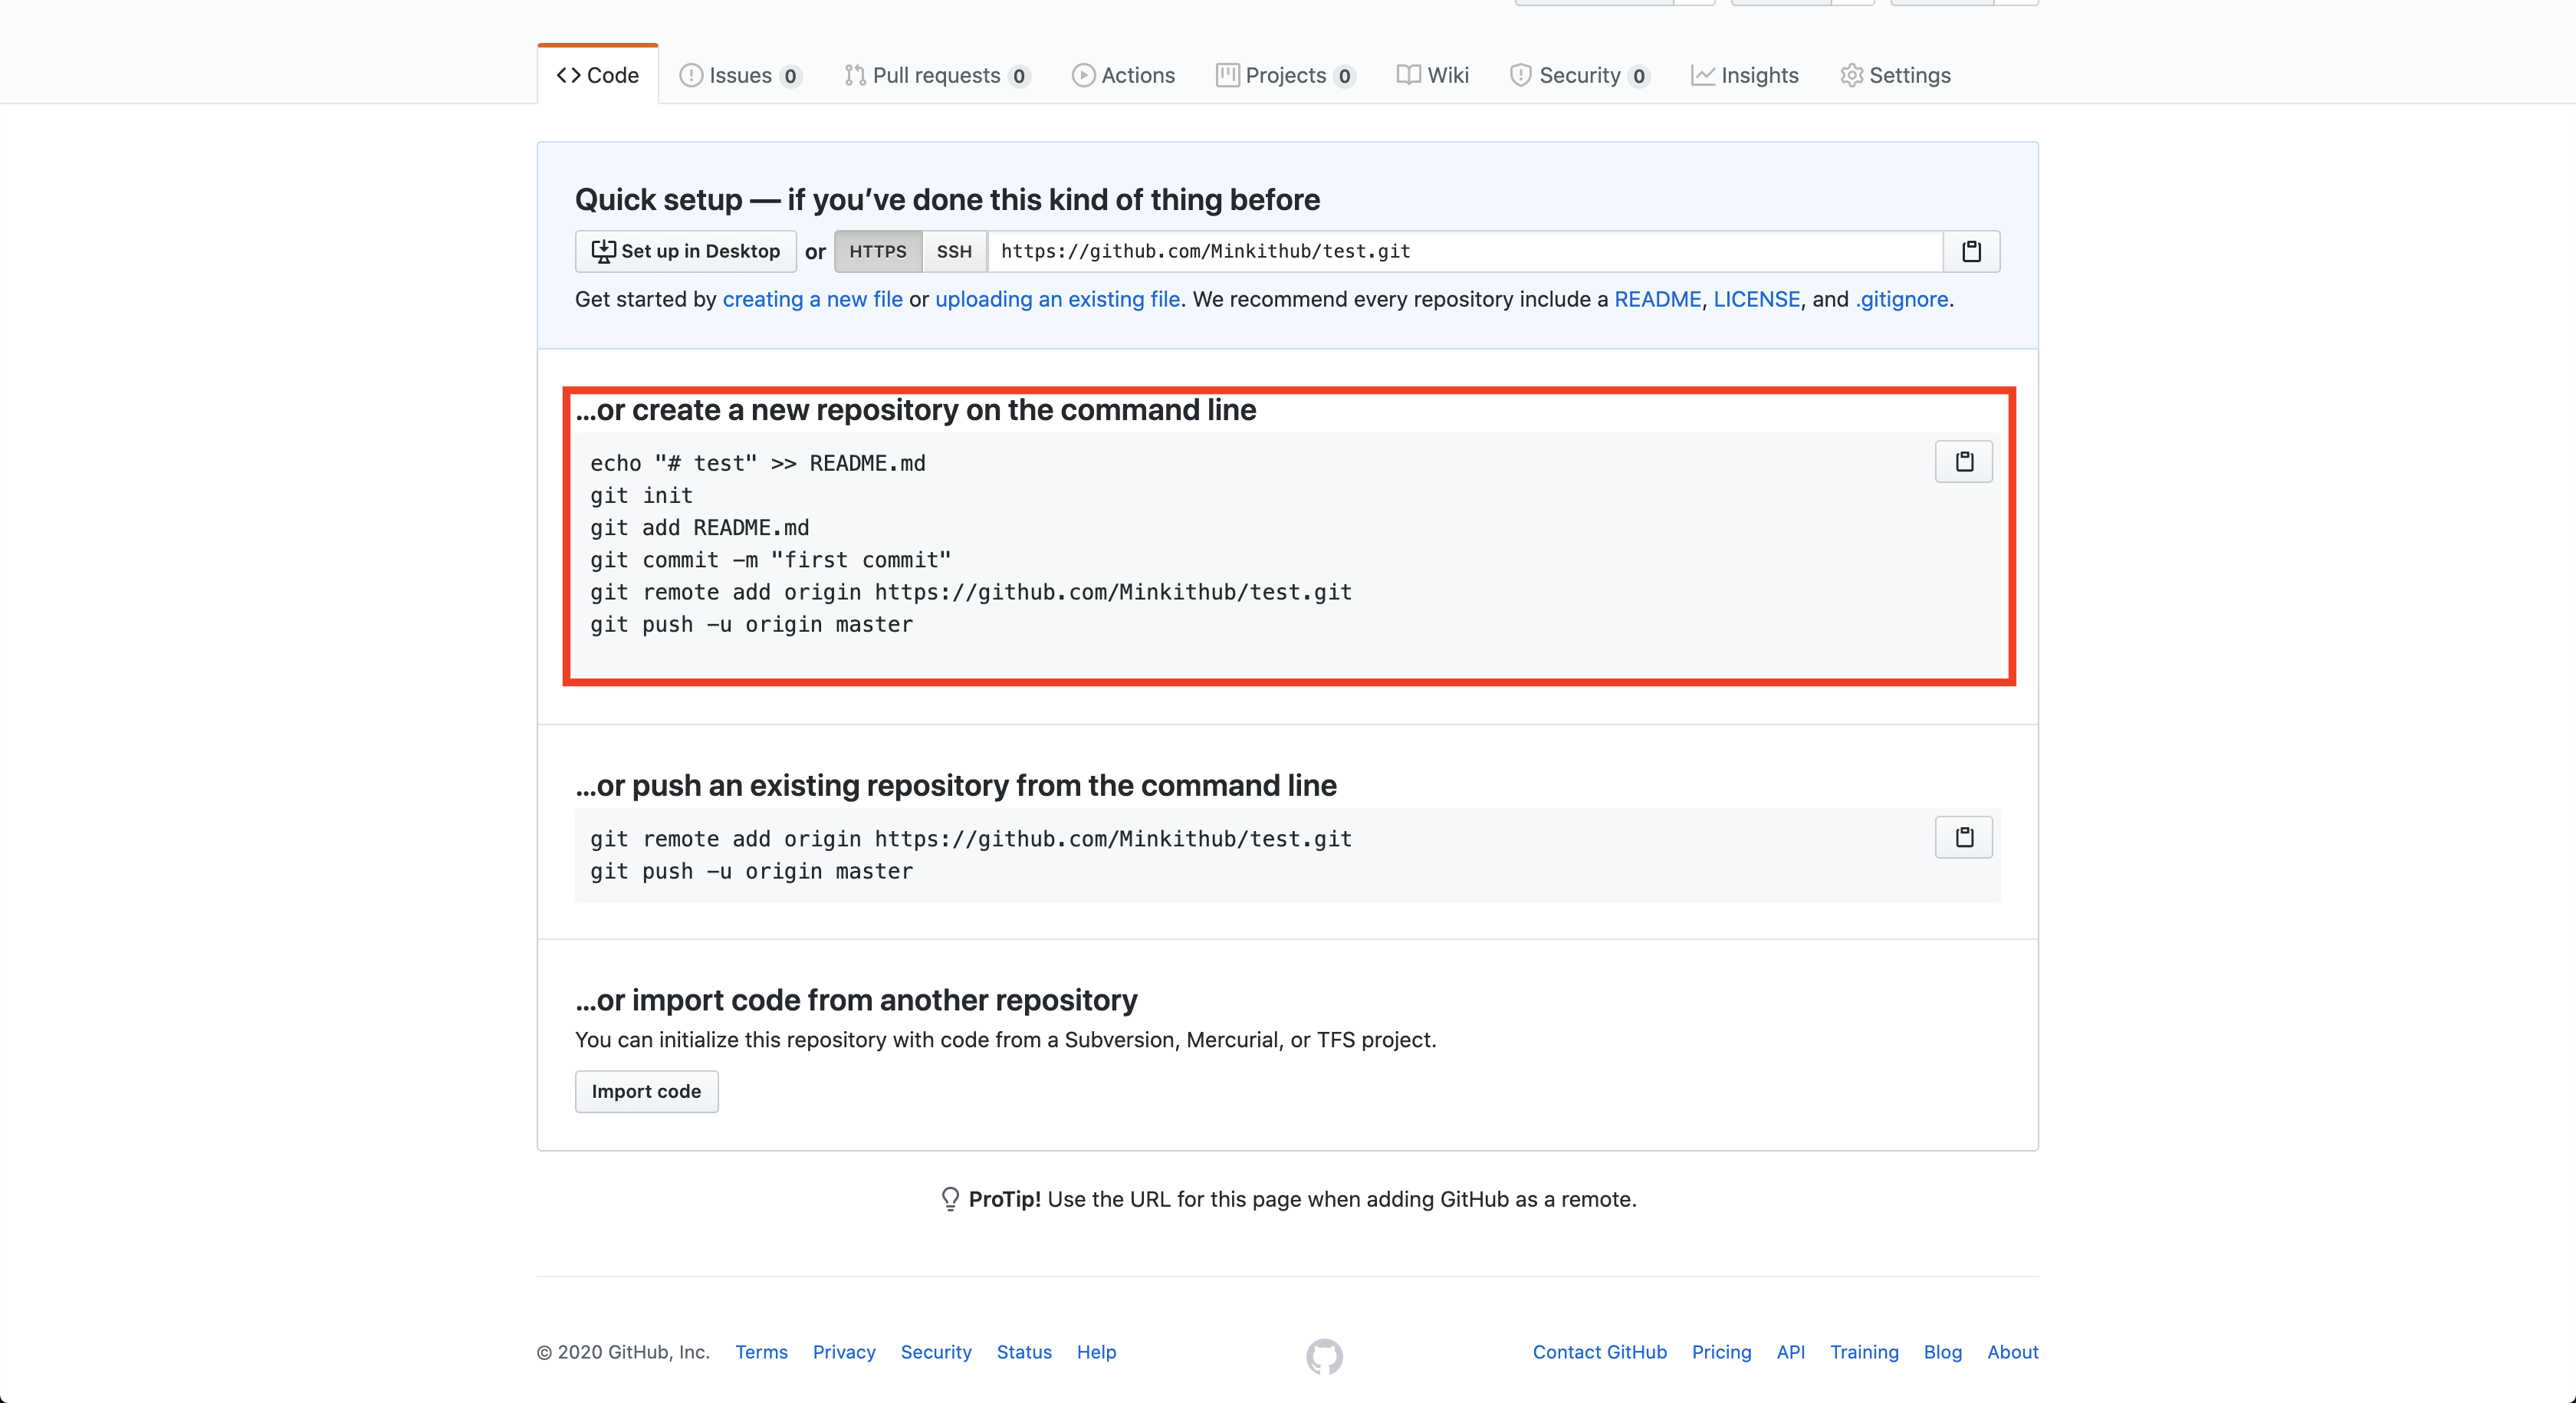 Code Issues 0 Pull requests 0 Actions Projects 0 Wiki Security 0 Insights Settings
Quick setup — if you’ve done this kind of thing before
Set up in Desktop or HTTPS SSH https://github.com/Minkithub/test.git
Get started by creating a new file or uploading an existing file. We recommend every repository include a README, LICENSE, and .gitignore.
…or create a new repository on the command line
echo "# test" >> README.md
git init
git add README.md
git commit -m "first commit"
git remote add origin https://github.com/Minkithub/test.git
git push -u origin master
…or push an existing repository from the command line
git remote add origin https://github.com/Minkithub/test.git
git push -u origin master
…or import code from another repository
You can initialize this repository with code from a Subversion, Mercurial, or TFS project.
Import code
ProTip! Use the URL for this page when adding GitHub as a remote.
© 2020 GitHub, Inc. Terms Privacy Security Status Help Contact GitHub Pricing API Training Blog About